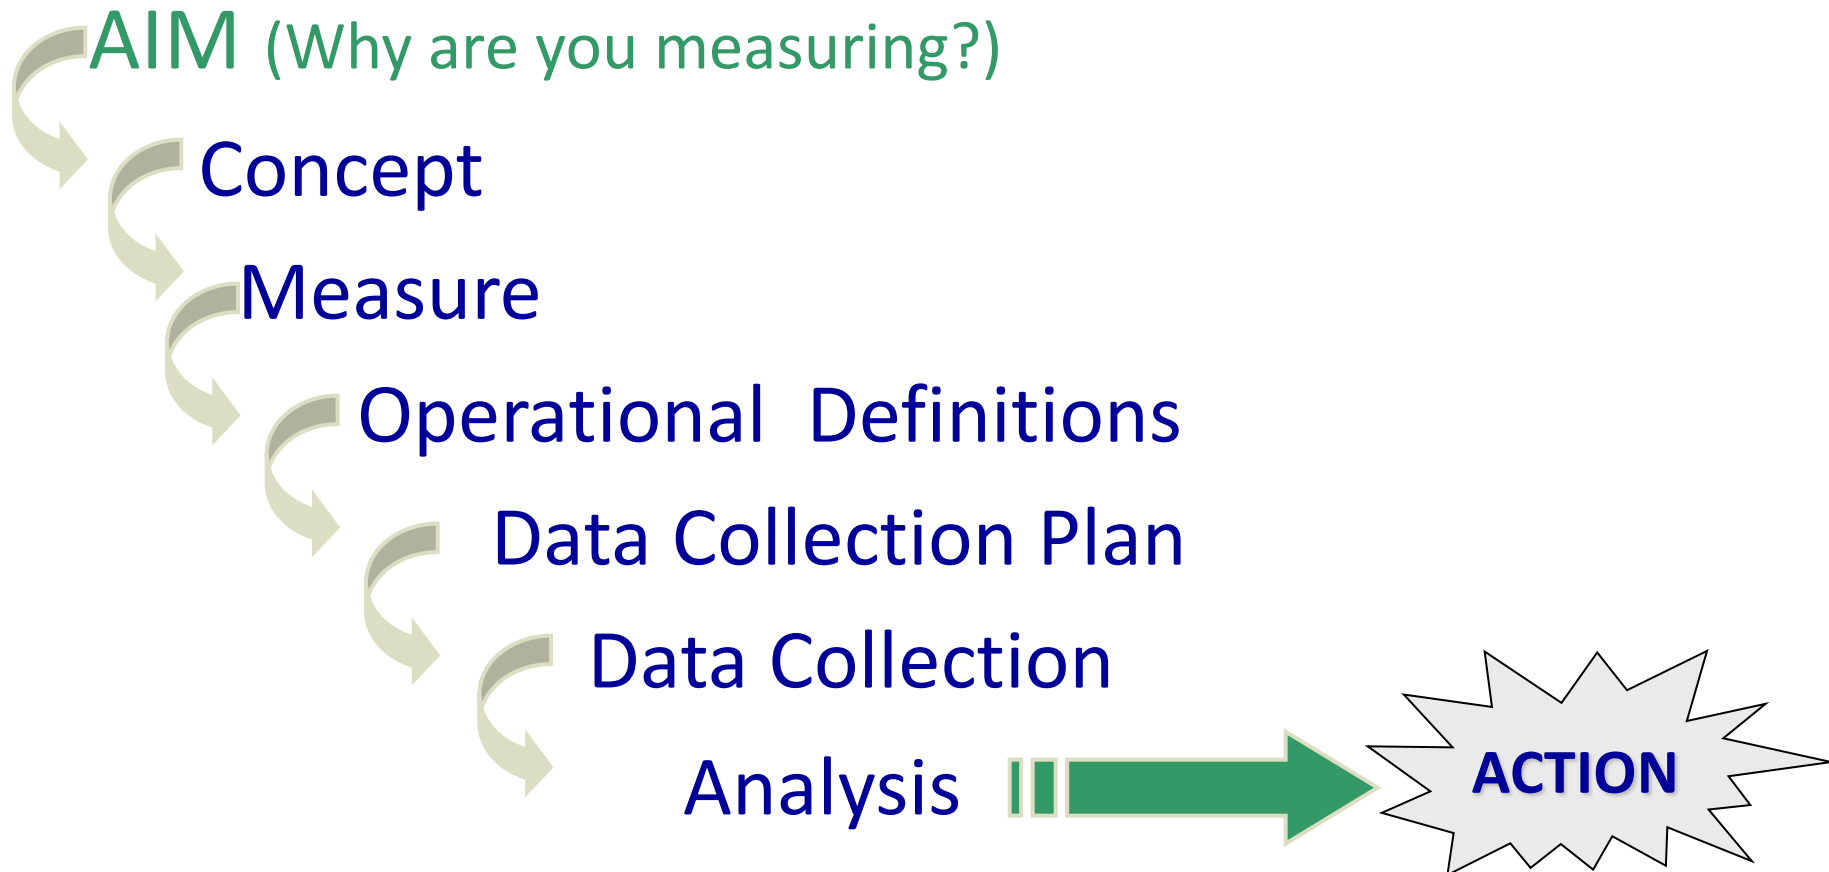 AIM (Why are you measuring?)
Concept
Measure
Operational  Definitions
Data Collection Plan
Data Collection
Analysis
ACTION